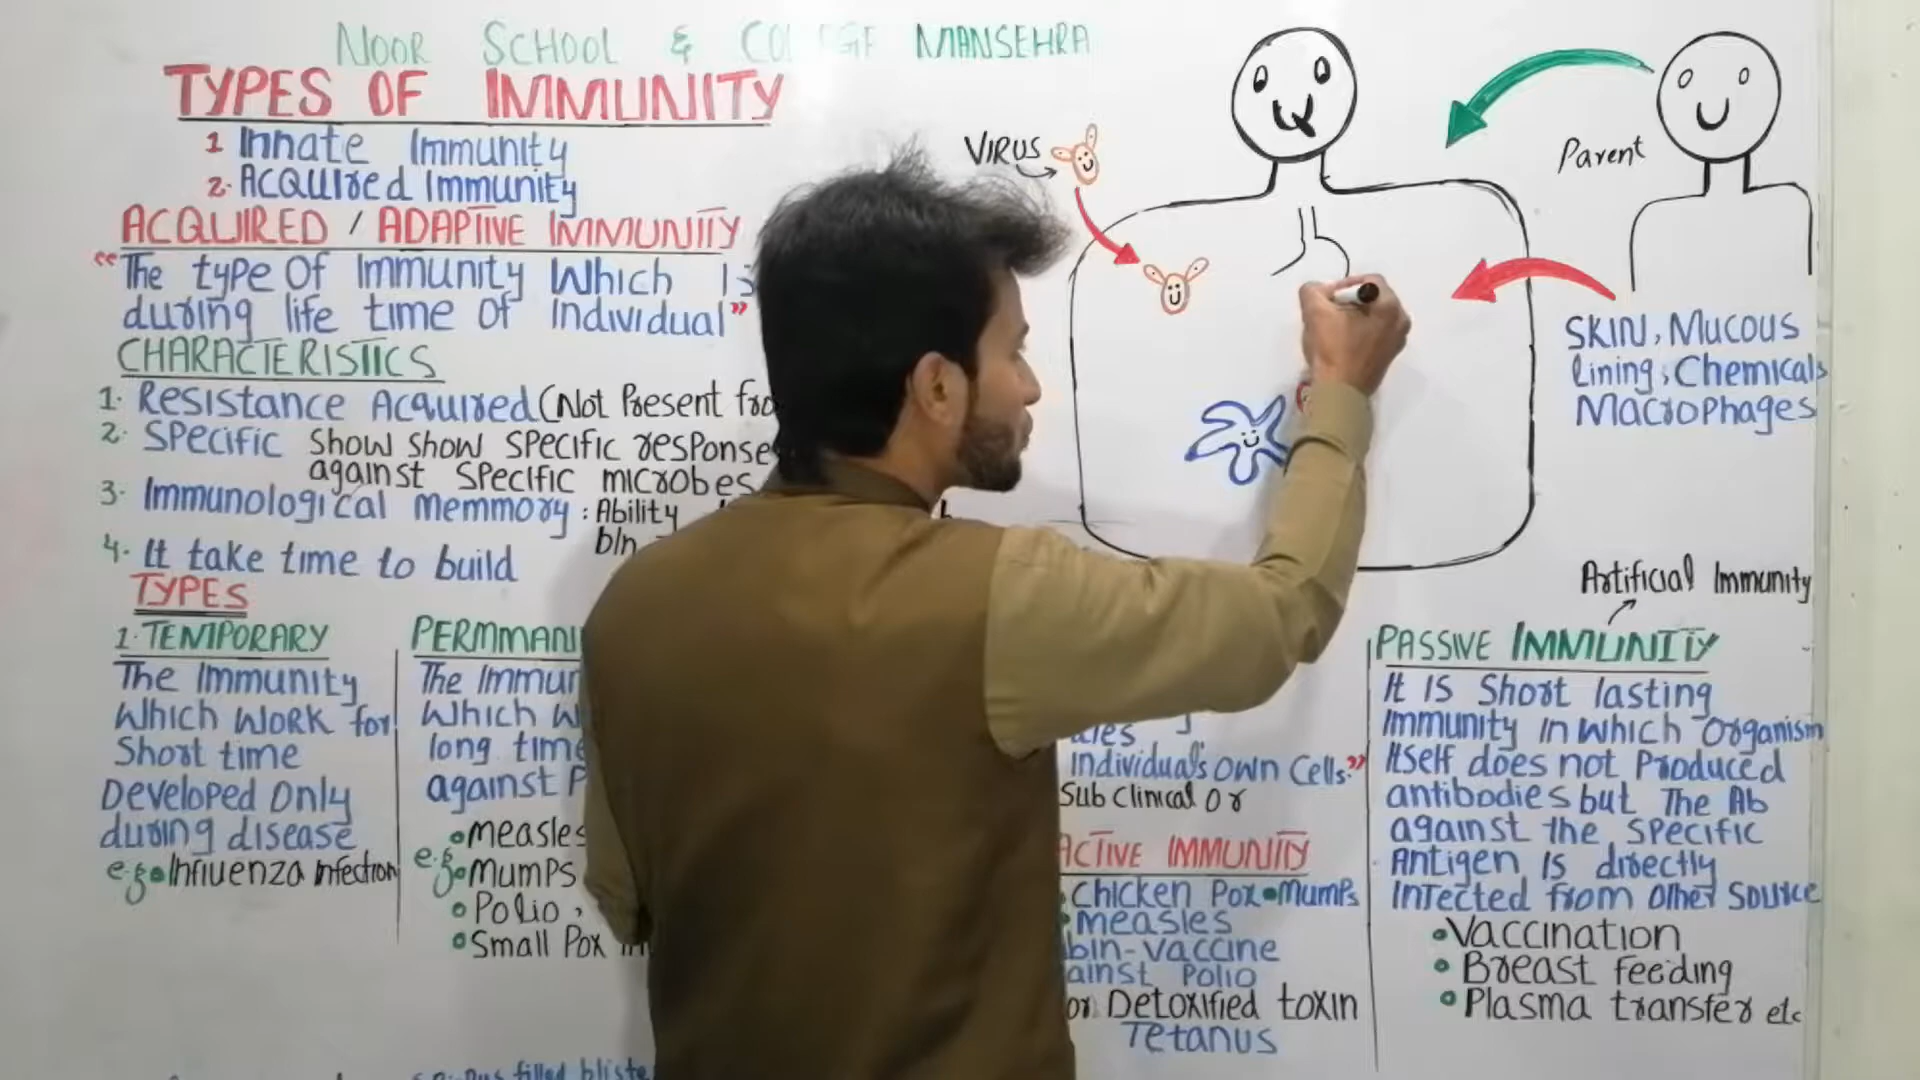 NOOR SCHOOL & COLLEGE MANSEHRA
TYPES OF IMMUNITY
1 Innate Immunity
2. Acquired Immunity
ACQUIRED / ADAPTIVE IMMUNITY
"The type of Immunity Which Is
during life time of Individual"
CHARACTERISTICS
1. Resistance Acquired (Not Present
2. Specific Show show specific response
against specific microbes
3. Immunological memmory : Ability
bln
4. It take time to build
TYPES
1. TEMPORARY
The Immunity
Which work for
Short time
Developed Only
during disease
e.g Influenza infection
PERMMAN
The Immun
Which W
long time
against P
e.g
measles
Mumps
Polio,
Small Pox in
Individual's own Cells."
Sub Clinical Or
ACTIVE IMMUNITY
Chicken Pox Mumps
measles
bln-vaccine
ainst Polio
or Detoxified toxin
Tetanus
VIRUS
Parent
SKIN, Mucous
lining, Chemicals
Macrophages
Artificial Immunity
PASSIVE IMMUNITY
It is Short lasting
Immunity in which Organism
itself does not Produced
antibodies but The Ab
against the specific
Antigen is directly
infected from other Source
Vaccination
Breast feeding
Plasma transfer etc
filled bliste